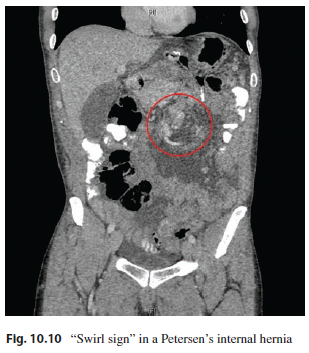 Fig. 10.10 “Swirl sign” in a Petersen’s internal hernia